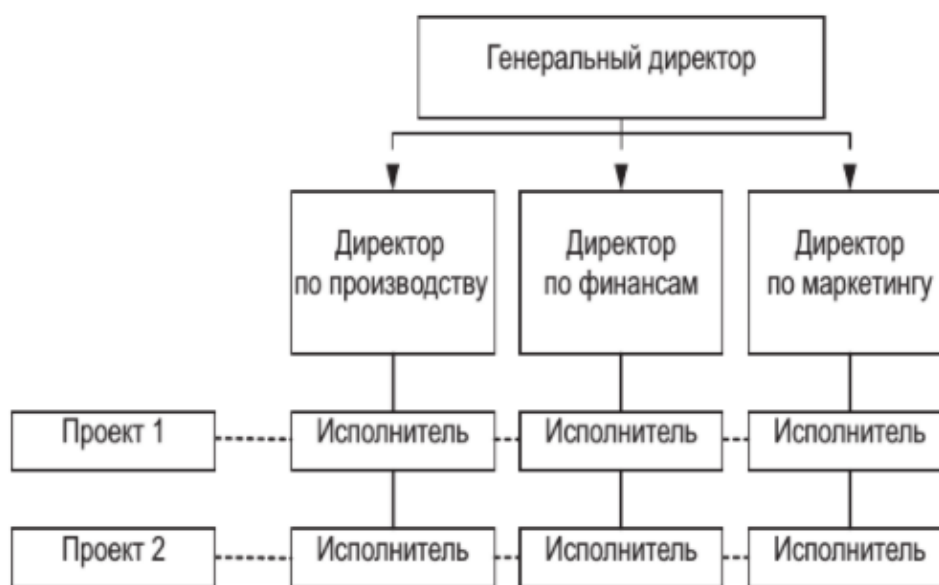 Генеральный директор
Директор
по производству
Директор
по финансам
Директор
по маркетингу
Проект 1
Исполнитель
Исполнитель
Исполнитель
Проект 2
Исполнитель
Исполнитель
Исполнитель